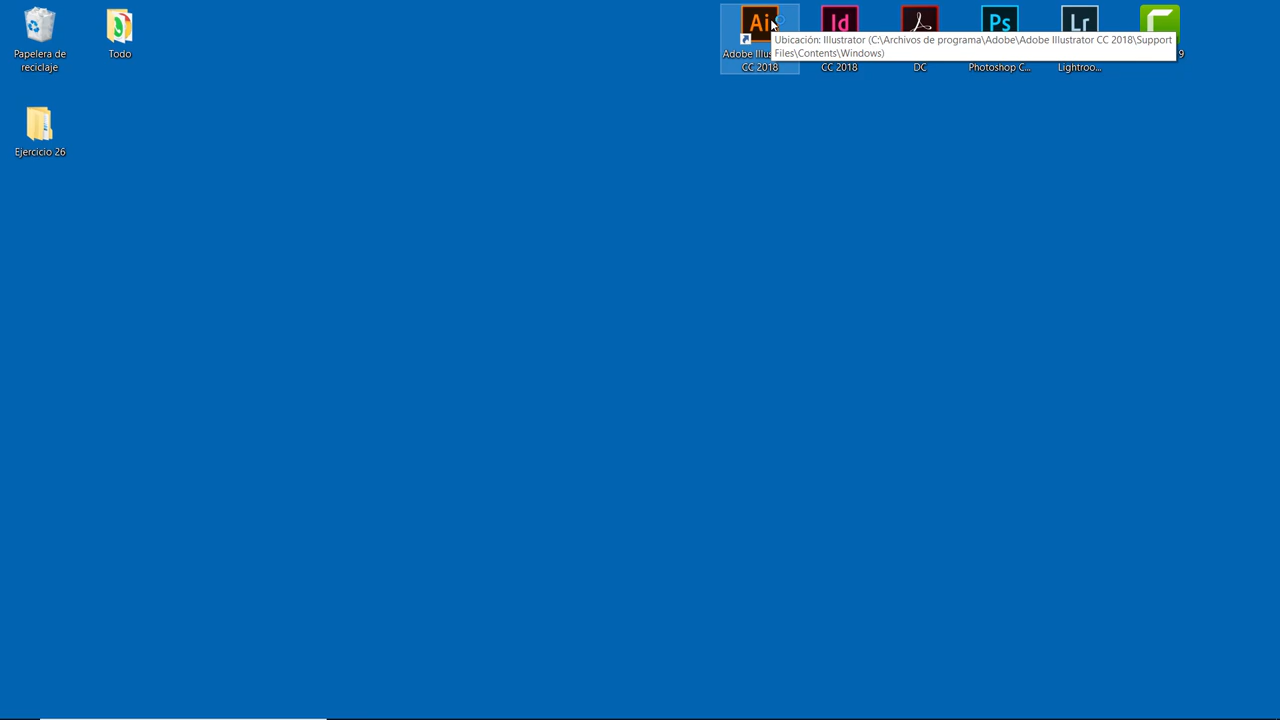 Papelera de
reciclaje
Todo
Ejercicio 26
Ai
Id
Ps
Lr
Ubicación: Illustrator (C:\Archivos de programa\Adobe\Adobe Illustrator CC 2018\Support
Files\Contents\Windows)
Adobe
CC 2018
CC 2018
DC
Photoshop C...
Lightroo...
9